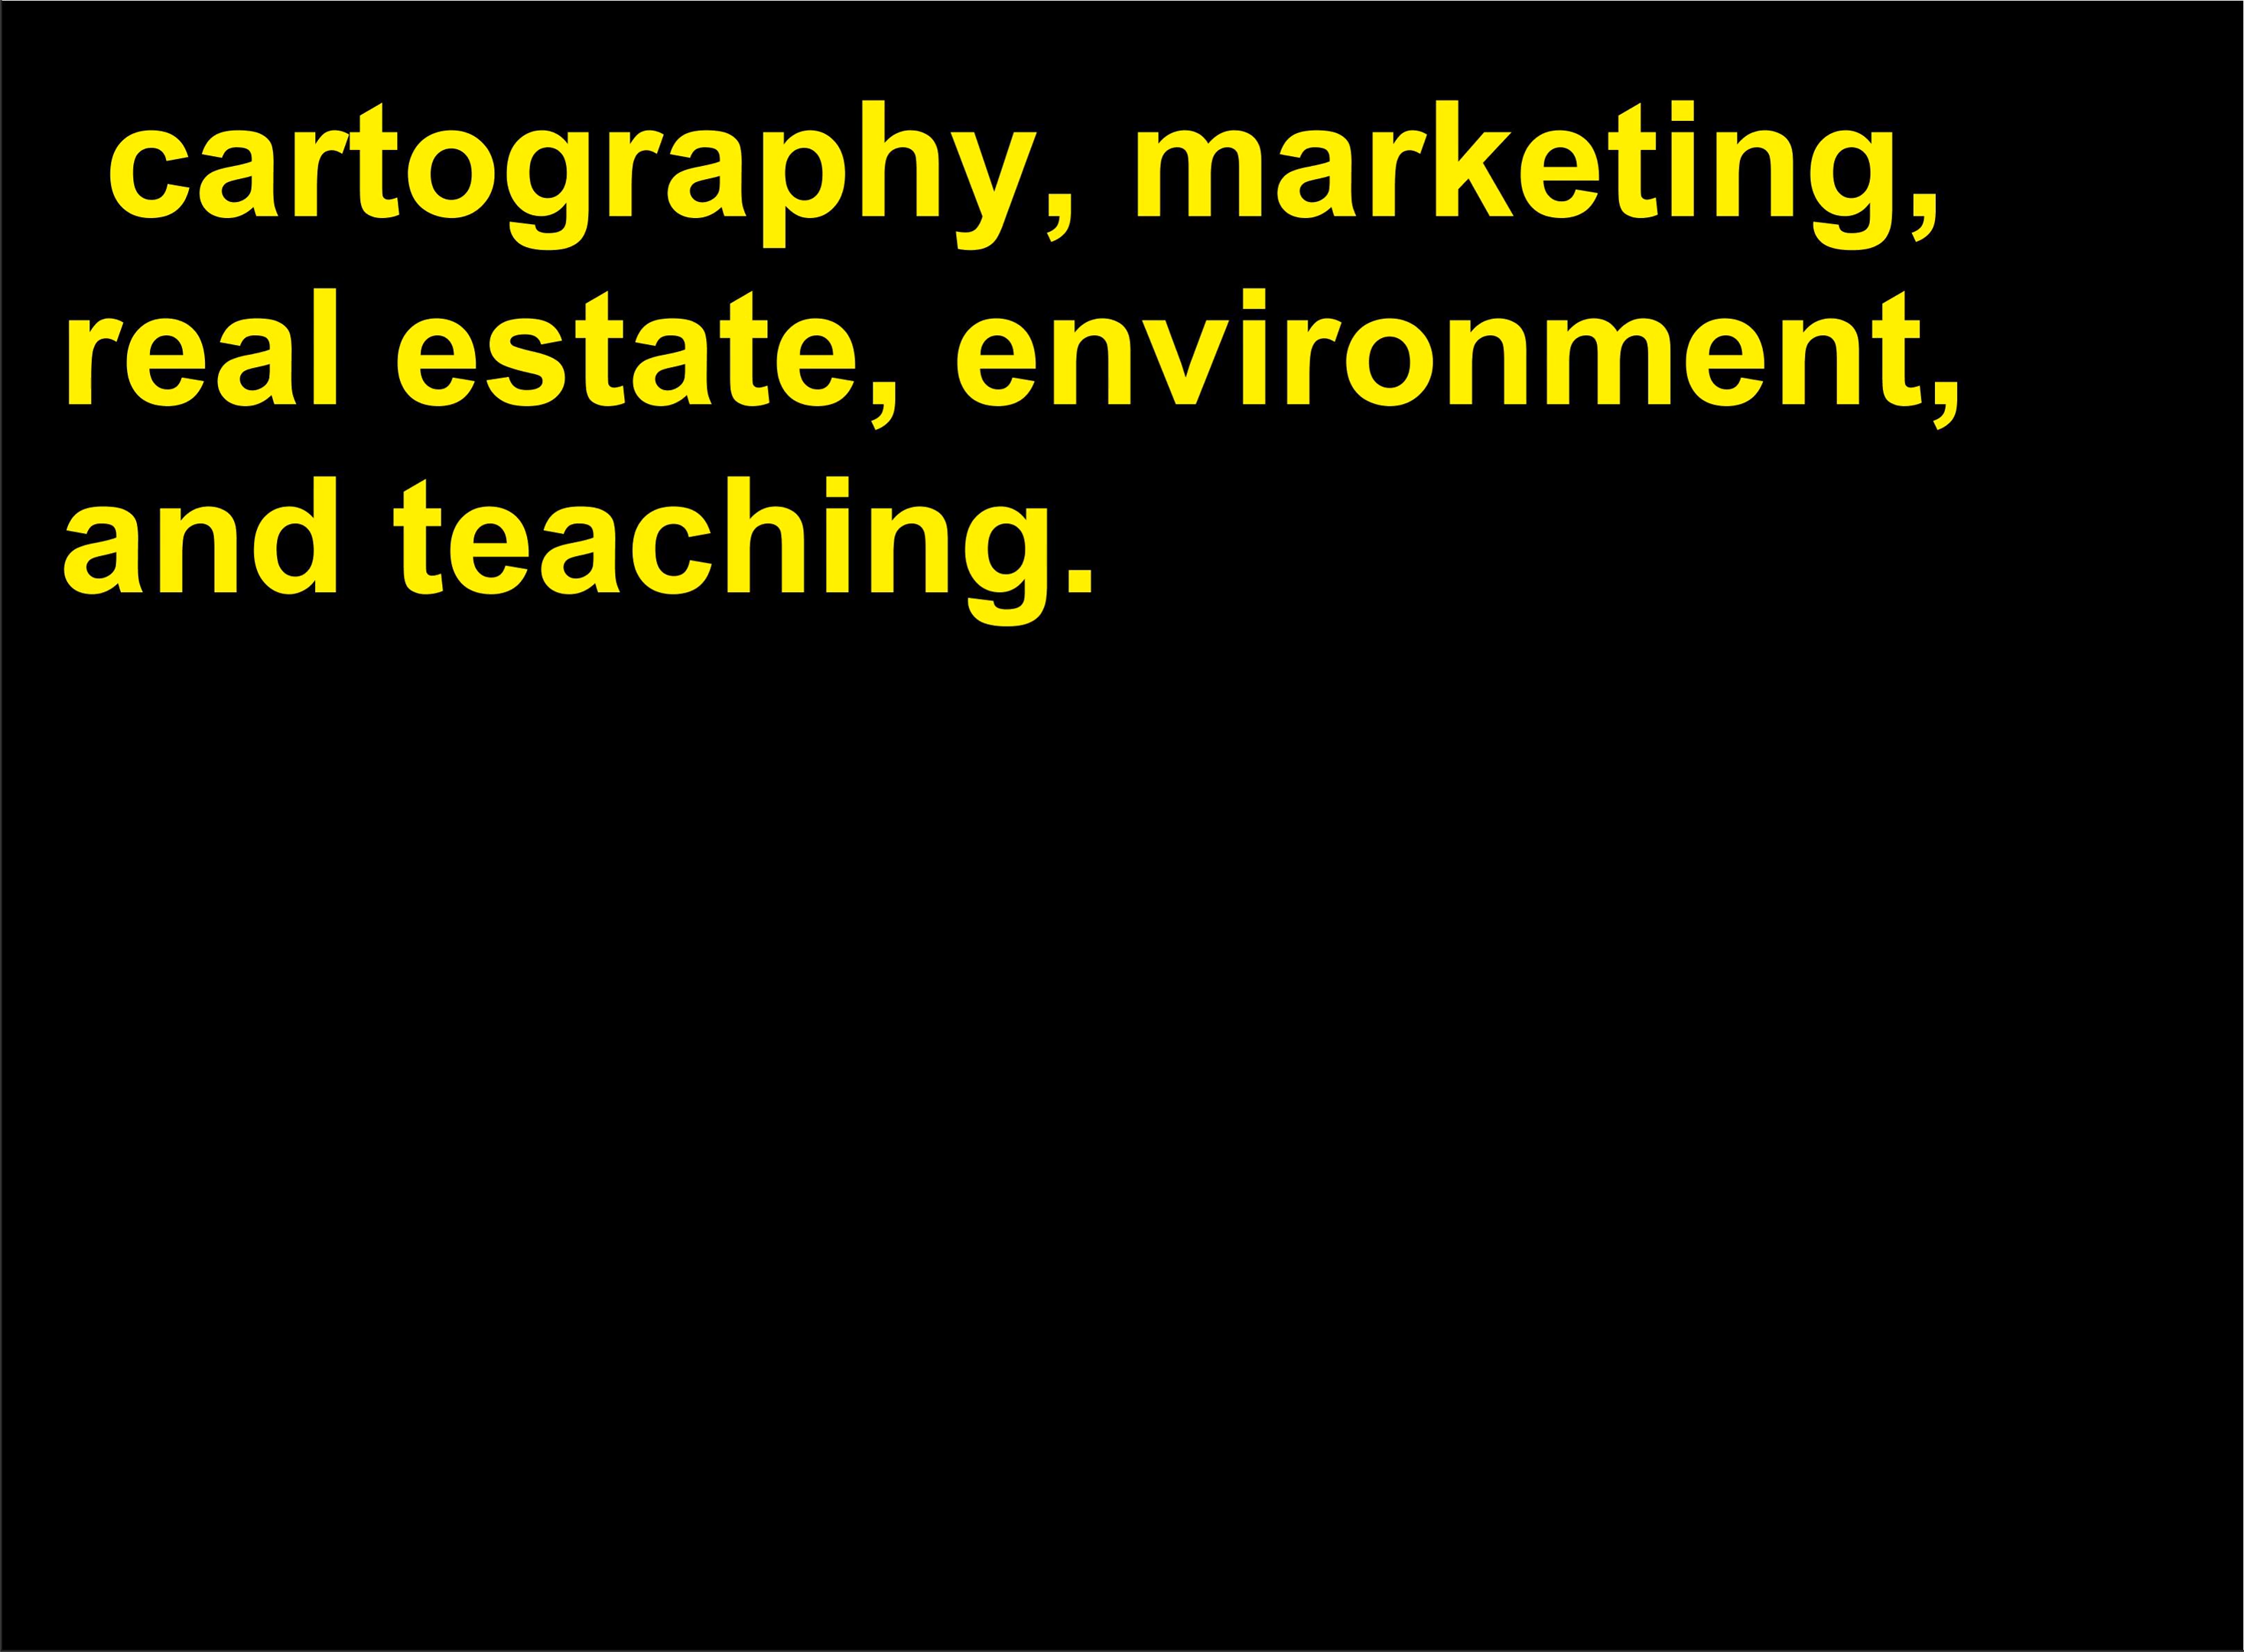 cartography, marketing,
real estate, environment,
and teaching.